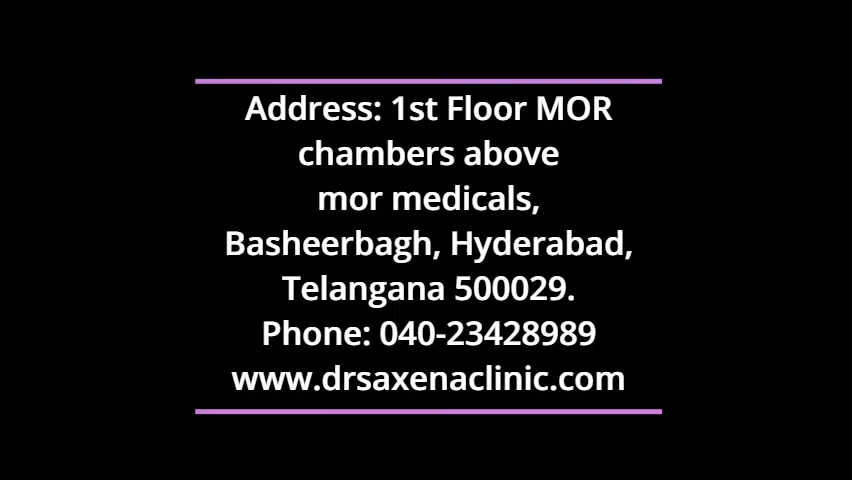 Address: 1st Floor MOR
chambers above
mor medicals,
Basheerbagh, Hyderabad,
Telangana 500029.
Phone: 040-23428989
www.drsaxenaclinic.com